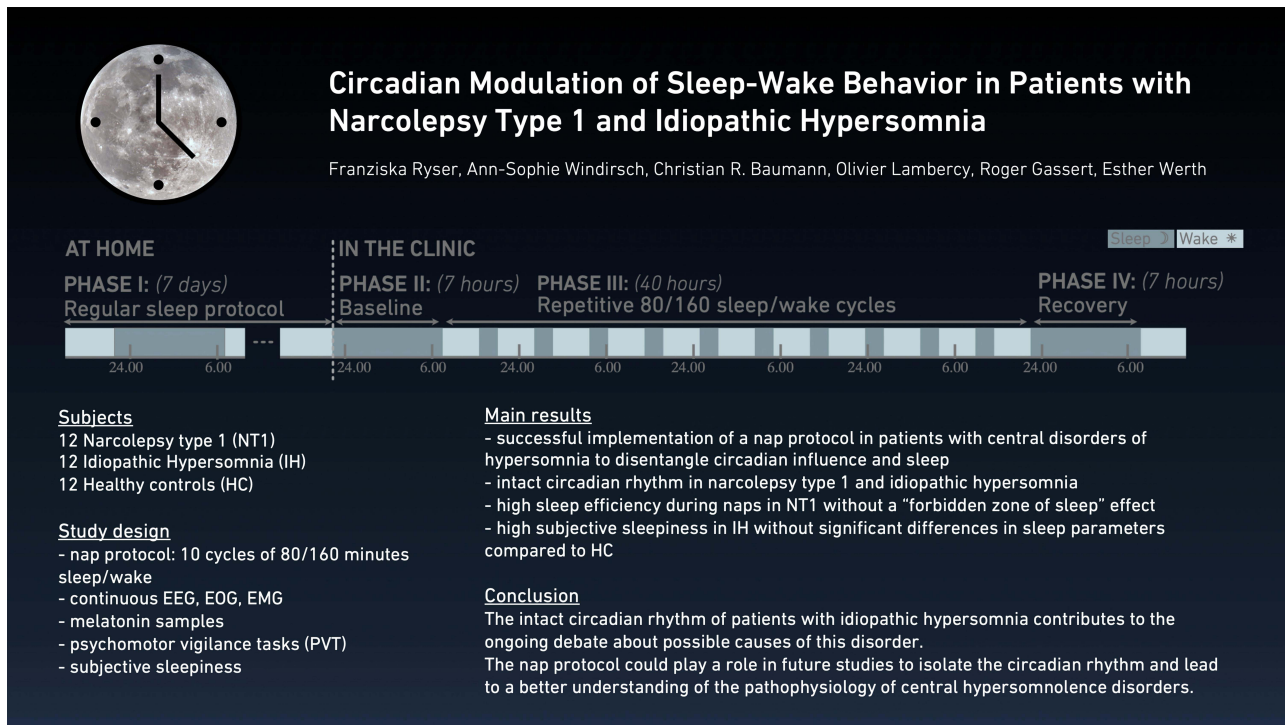 Circadian Modulation of Sleep-Wake Behavior in Patients with
Narcolepsy Type 1 and Idiopathic Hypersomnia
Franziska Ryser, Ann-Sophie Windirsch, Christian R. Baumann, Olivier Lambercy, Roger Gassert, Esther Werth
AT HOME
IN THE CLINIC
Sleep ☽ Wake ☀
PHASE I: (7 days)
Regular sleep protocol
PHASE II: (7 hours)
Baseline
PHASE III: (40 hours)
Repetitive 80/160 sleep/wake cycles
PHASE IV: (7 hours)
Recovery
---
24.00 6.00 24.00 6.00 24.00 6.00 24.00 6.00 24.00 6.00 24.00 6.00
Subjects
12 Narcolepsy type 1 (NT1)
12 Idiopathic Hypersomnia (IH)
12 Healthy controls (HC)
Study design
- nap protocol: 10 cycles of 80/160 minutes
sleep/wake
- continuous EEG, EOG, EMG
- melatonin samples
- psychomotor vigilance tasks (PVT)
- subjective sleepiness
Main results
- successful implementation of a nap protocol in patients with central disorders of
hypersomnia to disentangle circadian influence and sleep
- intact circadian rhythm in narcolepsy type 1 and idiopathic hypersomnia
- high sleep efficiency during naps in NT1 without a "forbidden zone of sleep" effect
- high subjective sleepiness in IH without significant differences in sleep parameters
compared to HC
Conclusion
The intact circadian rhythm of patients with idiopathic hypersomnia contributes to the
ongoing debate about possible causes of this disorder.
The nap protocol could play a role in future studies to isolate the circadian rhythm and lead
to a better understanding of the pathophysiology of central hypersomnolence disorders.